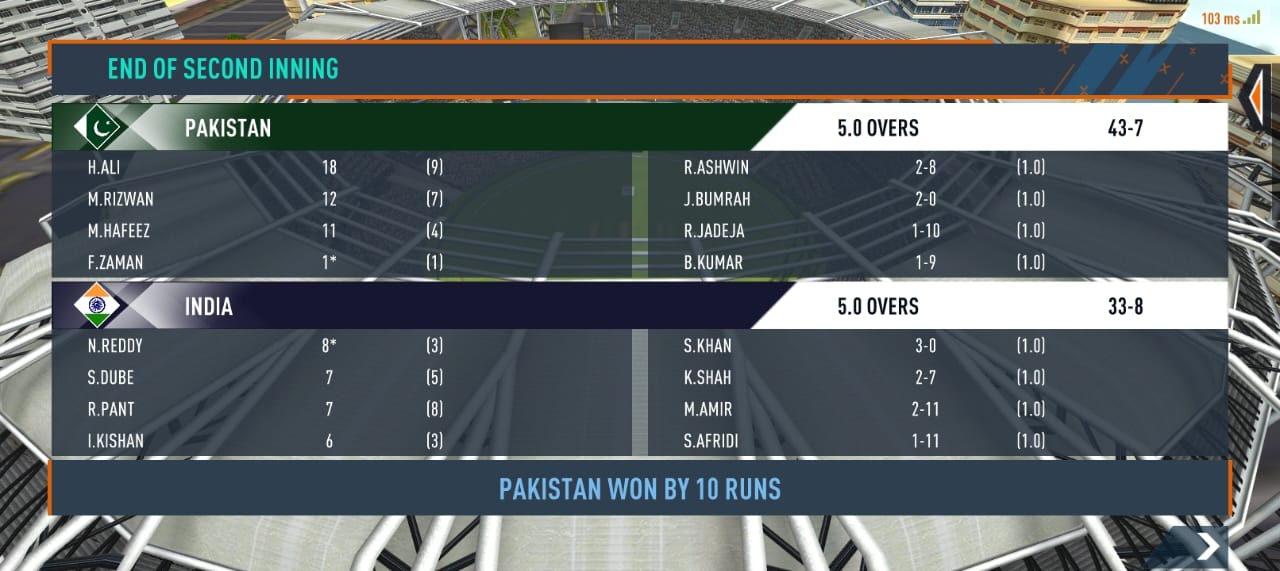 103 ms
END OF SECOND INNING
PAKISTAN 5.0 OVERS 43-7
H.ALI 18 (9) R.ASHWIN 2-8 (1.0)
M.RIZWAN 12 (7) J.BUMRAH 2-0 (1.0)
M.HAFEEZ 11 (4) R.JADEJA 1-10 (1.0)
F.ZAMAN 1* (1) B.KUMAR 1-9 (1.0)
INDIA 5.0 OVERS 33-8
N.REDDY 8* (3) S.KHAN 3-0 (1.0)
S.DUBE 7 (5) K.SHAH 2-7 (1.0)
R.PANT 7 (8) M.AMIR 2-11 (1.0)
I.KISHAN 6 (3) S.AFRIDI 1-11 (1.0)
PAKISTAN WON BY 10 RUNS